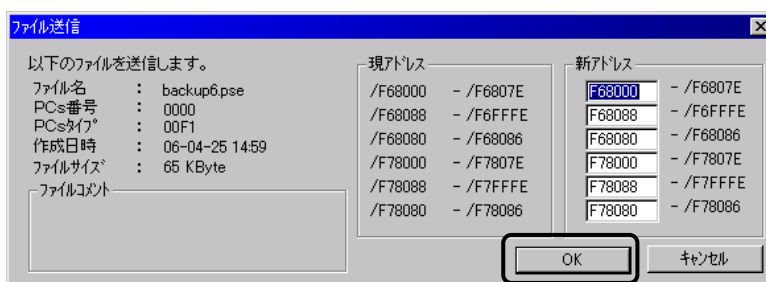 ファイル送信
以下のファイルを送信します。
ファイル名 : backup6.pse
PCs番号 : 0000
PCsタイプ : 00F1
作成日時 : 06-04-25 14:59
ファイルサイズ : 65 KByte
ファイルコメント
現アドレス
/F68000 - /F6807E
/F68088 - /F6FFFE
/F68080 - /F68086
/F78000 - /F7807E
/F78088 - /F7FFFE
/F78080 - /F78086
新アドレス
F68000 - /F6807E
F68088 - /F6FFFE
F68080 - /F68086
F78000 - /F7807E
F78088 - /F7FFFE
F78080 - /F78086
OK
キャンセル